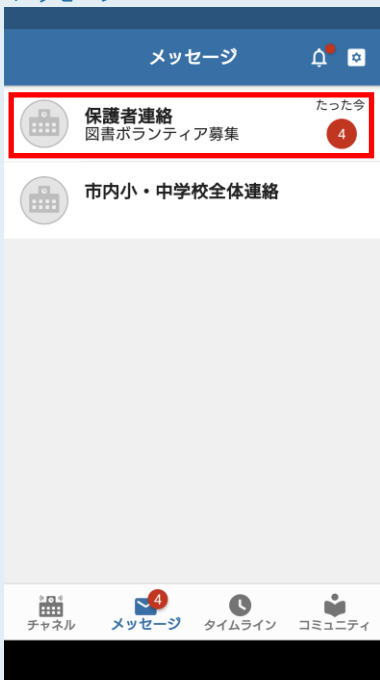 メッセージ
保護者連絡
たった今
図書ボランティア募集
4
市内小・中学校全体連絡
4
チャネル
メッセージ
タイムライン
コミュニティ